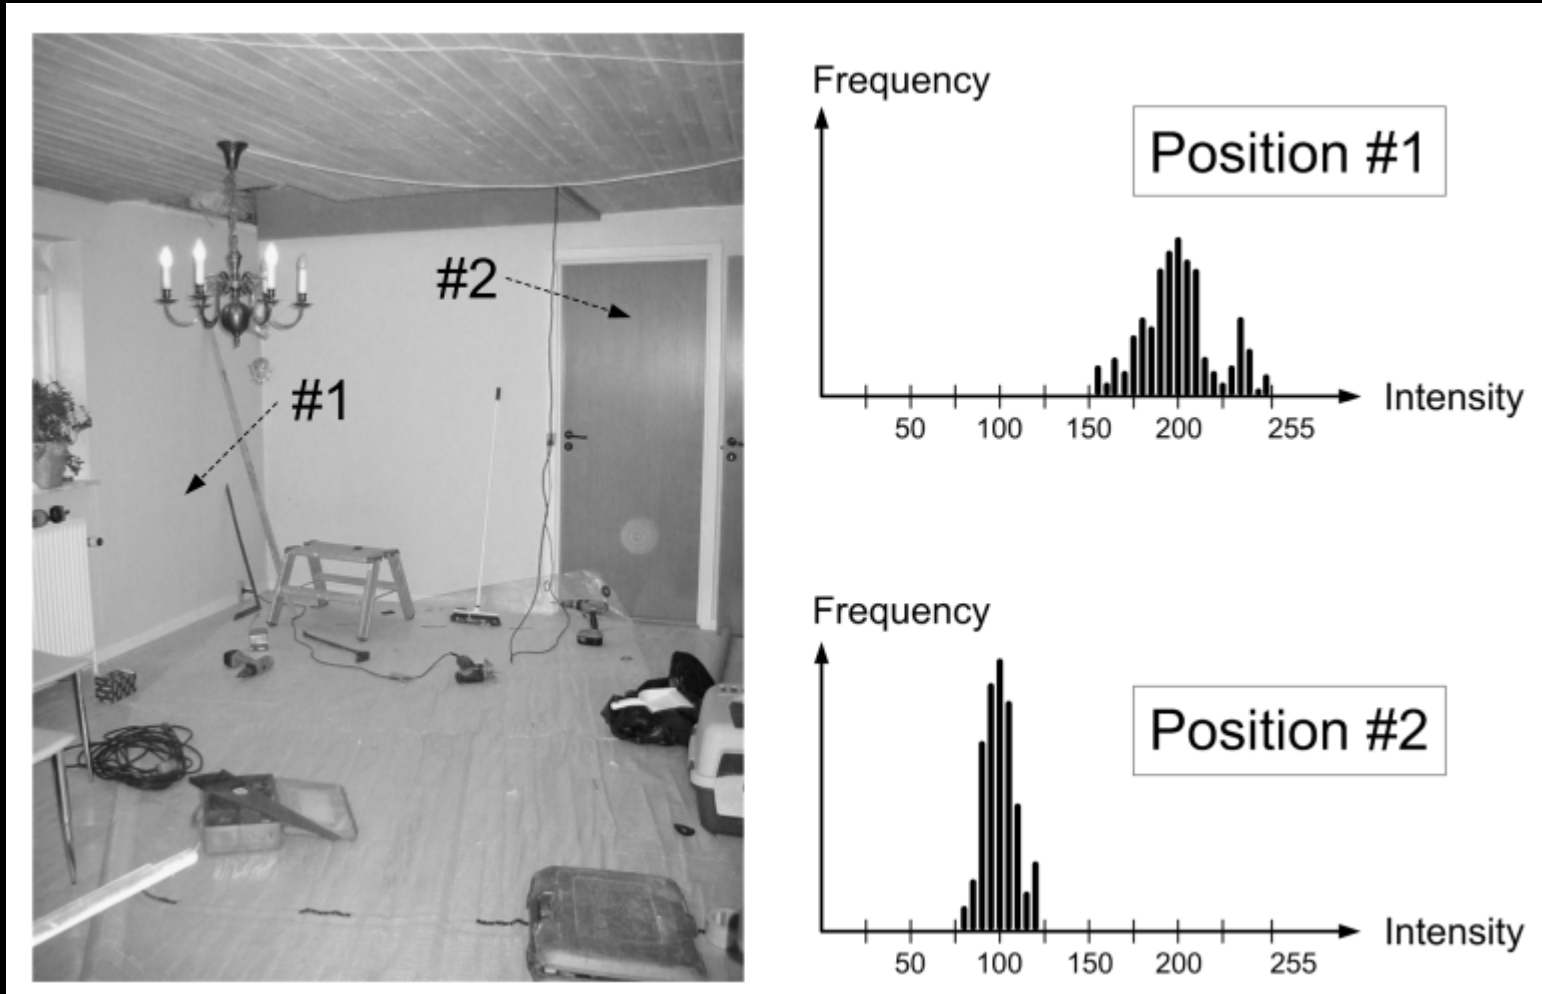 #2
#1
Frequency
Position #1
Intensity
50 100 150 200 255
Frequency
Position #2
Intensity
50 100 150 200 255